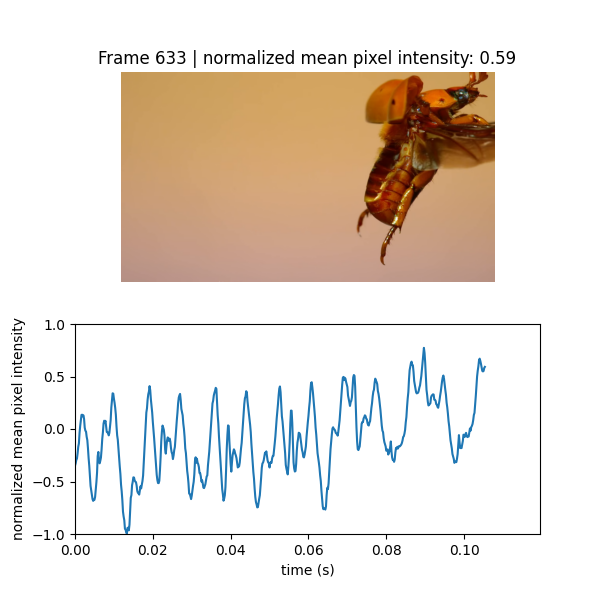 Frame 633 | normalized mean pixel intensity: 0.59
normalized mean pixel intensity
1.0
0.5
0.0
−0.5
−1.0
0.00 0.02 0.04 0.06 0.08 0.10
time (s)